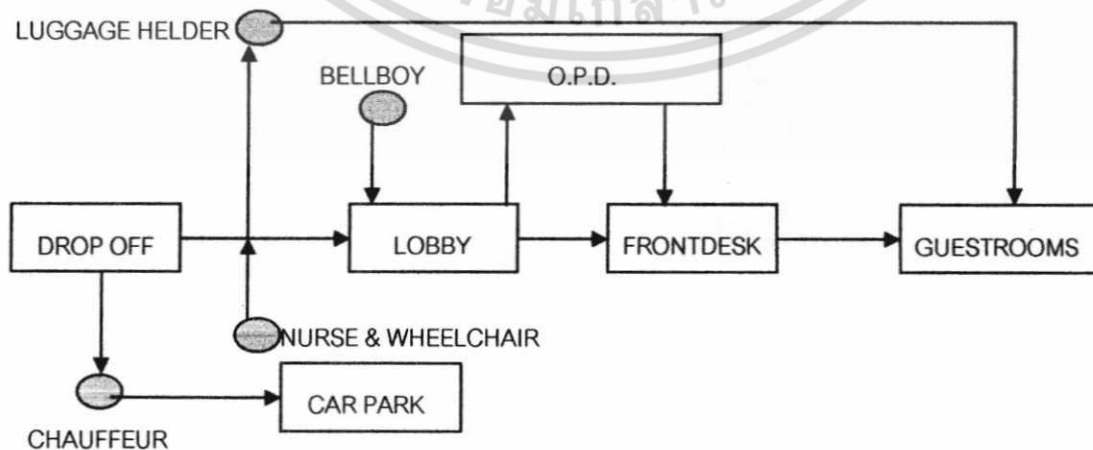 LUGGAGE HELDER
BELLBOY
O.P.D.
DROP OFF
LOBBY
FRONTDESK
GUESTROOMS
NURSE & WHEELCHAIR
CAR PARK
CHAUFFEUR